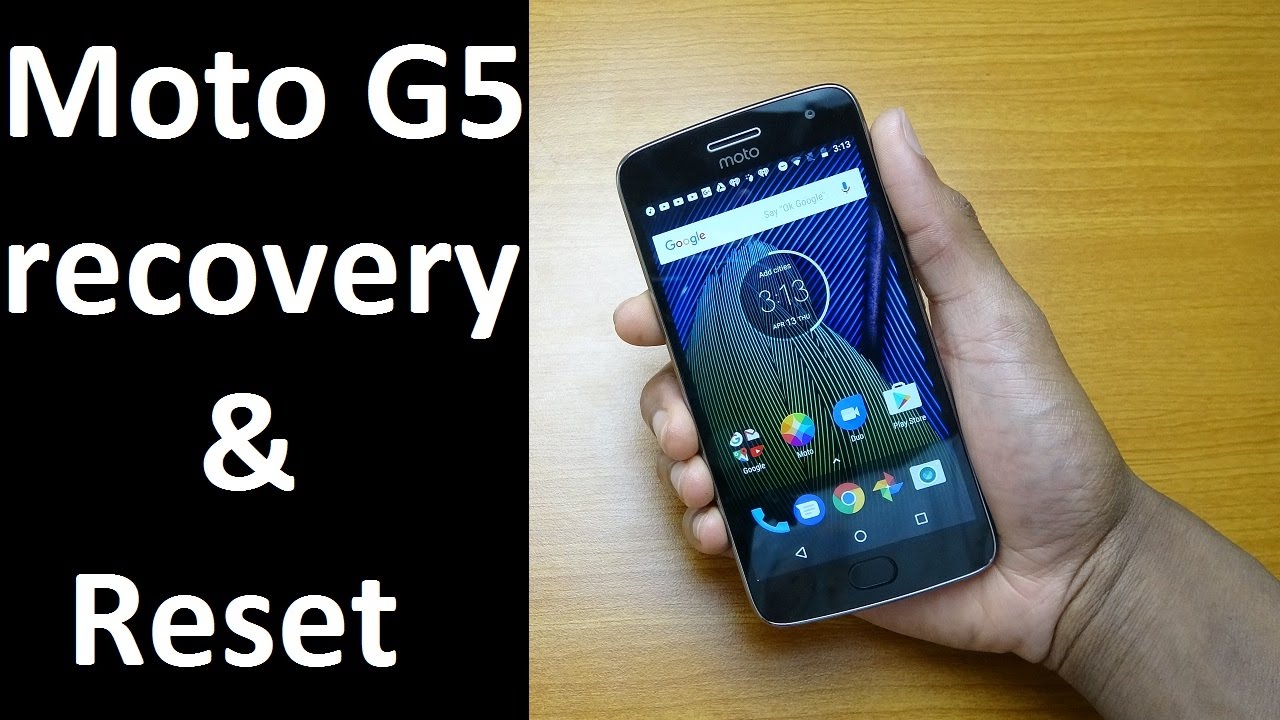 Moto G5
recovery
&
Reset
moto
3:13
Say "Ok Google"
Google
Add cities
3:13
APR 13 THU
Google
Moto
Duo
Play Store